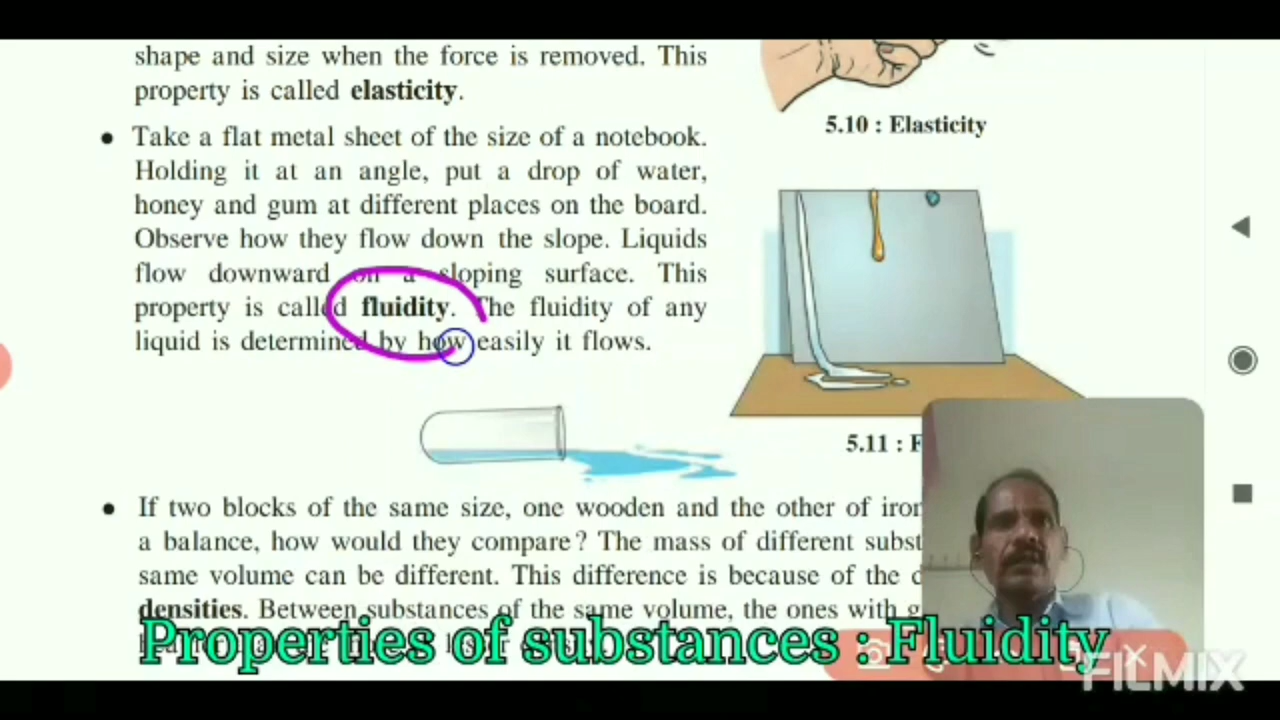 shape and size when the force is removed. This
property is called elasticity.
5.10 : Elasticity
• Take a flat metal sheet of the size of a notebook.
Holding it at an angle, put a drop of water,
honey and gum at different places on the board.
Observe how they flow down the slope. Liquids
flow downward on a sloping surface. This
property is called fluidity. The fluidity of any
liquid is determined by how easily it flows.
5.11 :
• If two blocks of the same size, one wooden and the other of
a balance, how would they compare? The mass of different
same volume can be different. This difference is because of the
densities. Between substances of the same volume, the ones with
Properties of substances : Fluidity
FILMIX